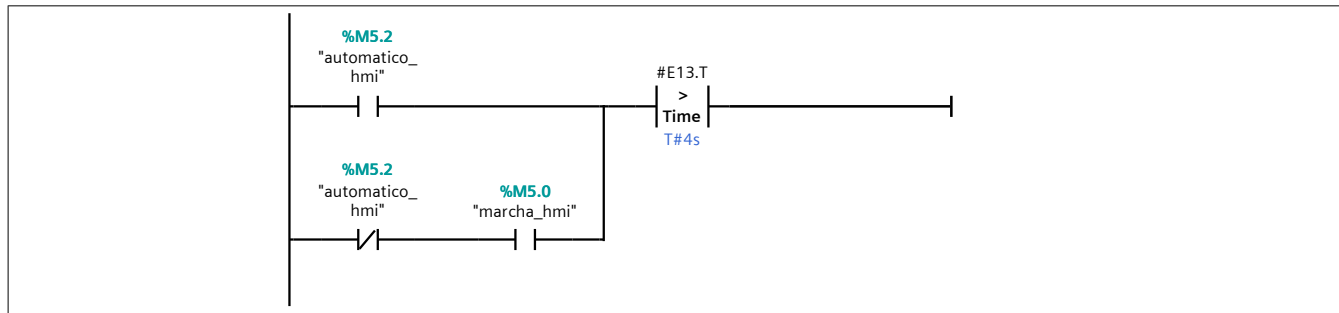 %M5.2
"automatico_
hmi"
#E13.T
>
Time
T#4s
%M5.2
"automatico_
hmi"
%M5.0
"marcha_hmi"